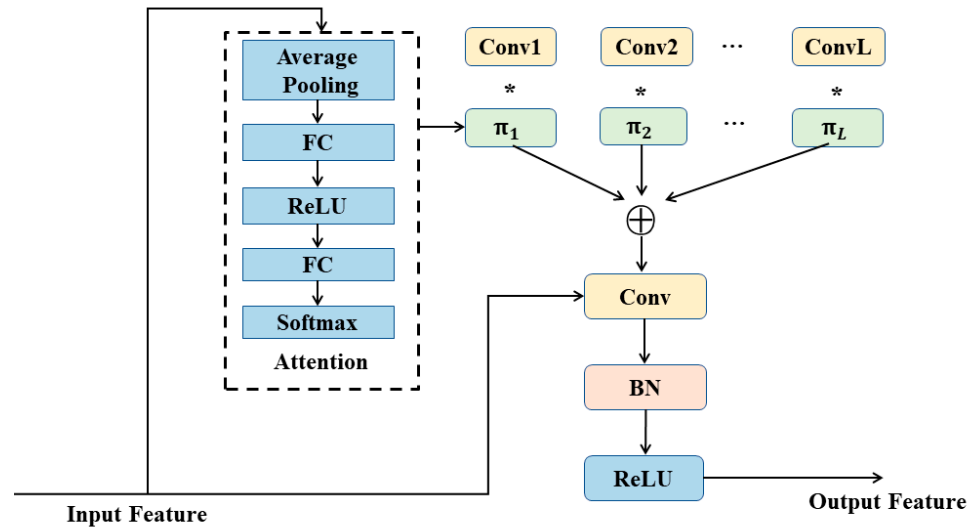 Average
Pooling
FC
ReLU
FC
Softmax
Attention
Conv1 Conv2 ... ConvL
* * *
π₁ π₂ ... π_L
⊕
Conv
BN
ReLU
Input Feature
Output Feature